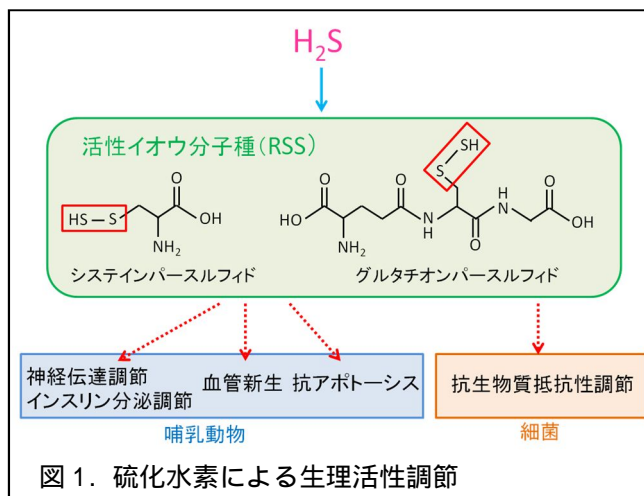 H₂S
活性イオウ分子種(RSS)
SH
S
HS
S
O
OH
NH₂
HO
O
NH₂
O
N
H
O
H
N
O
OH
システインパースルフィド
グルタチオンパースルフィド
神経伝達調節
インスリン分泌調節
血管新生
抗アポトーシス
抗生物質抵抗性調節
哺乳動物
細菌
図 1. 硫化水素による生理活性調節